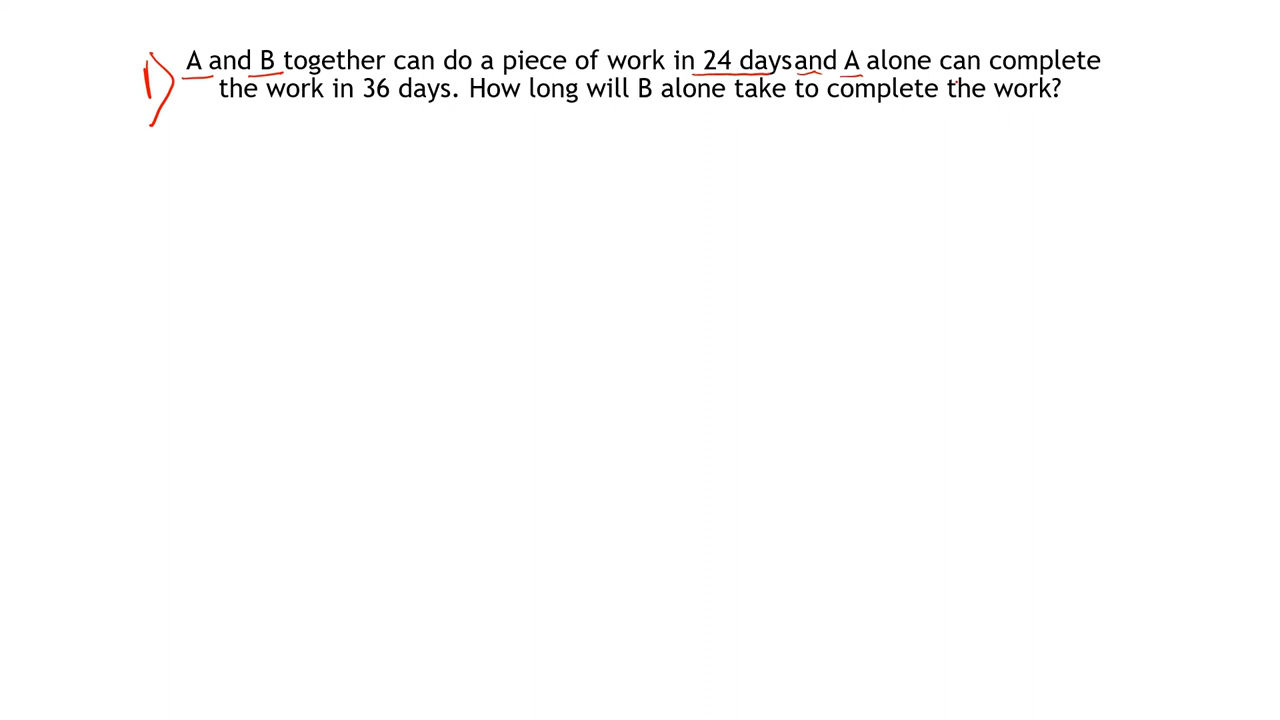 1) A and B together can do a piece of work in 24 days and A alone can complete
the work in 36 days. How long will B alone take to complete the work?